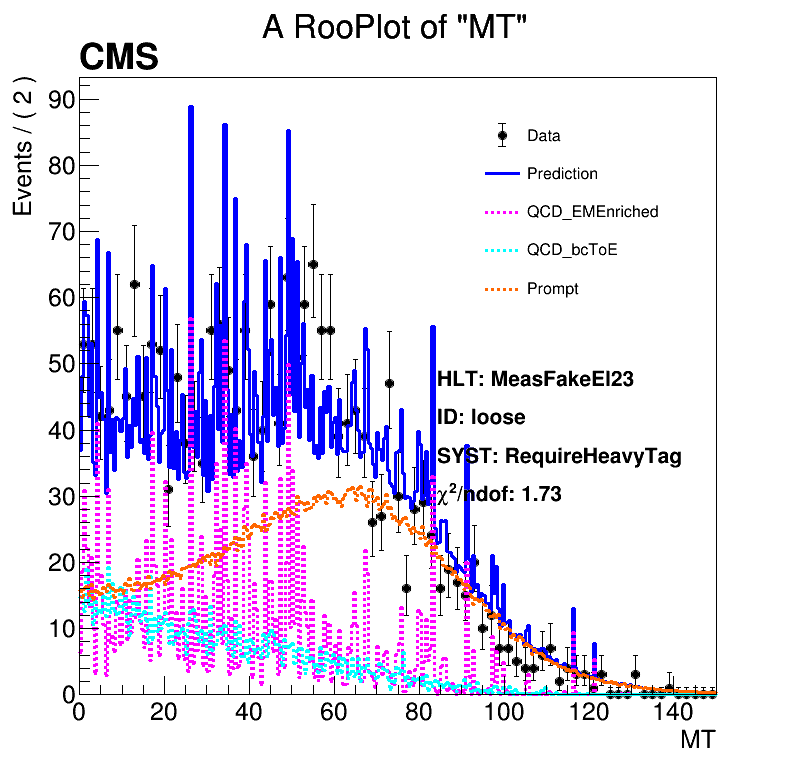 A RooPlot of "MT"
CMS
Events / ( 2 )
90
80
70
60
50
40
30
20
10
0
Data
Prediction
QCD_EMEnriched
QCD_bcToE
Prompt
HLT: MeasFakeEl23
ID: loose
SYST: RequireHeavyTag
χ²/ndof: 1.73
0 20 40 60 80 100 120 140
MT